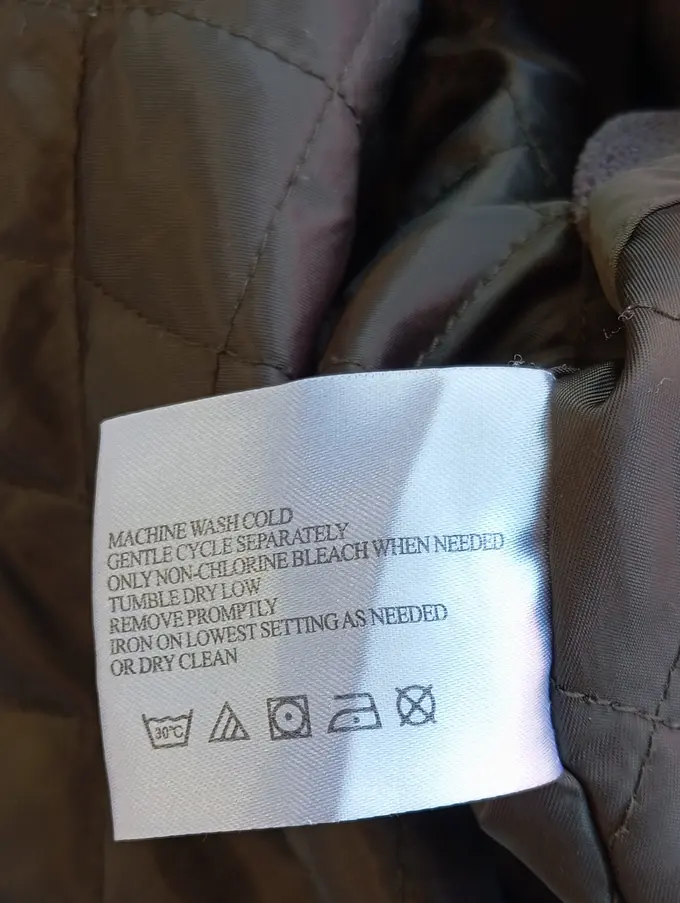 MACHINE WASH COLD
GENTLE CYCLE SEPARATELY
ONLY NON-CHLORINE BLEACH WHEN NEEDED
TUMBLE DRY LOW
REMOVE PROMPTLY
IRON ON LOWEST SETTING AS NEEDED
OR DRY CLEAN
30°C